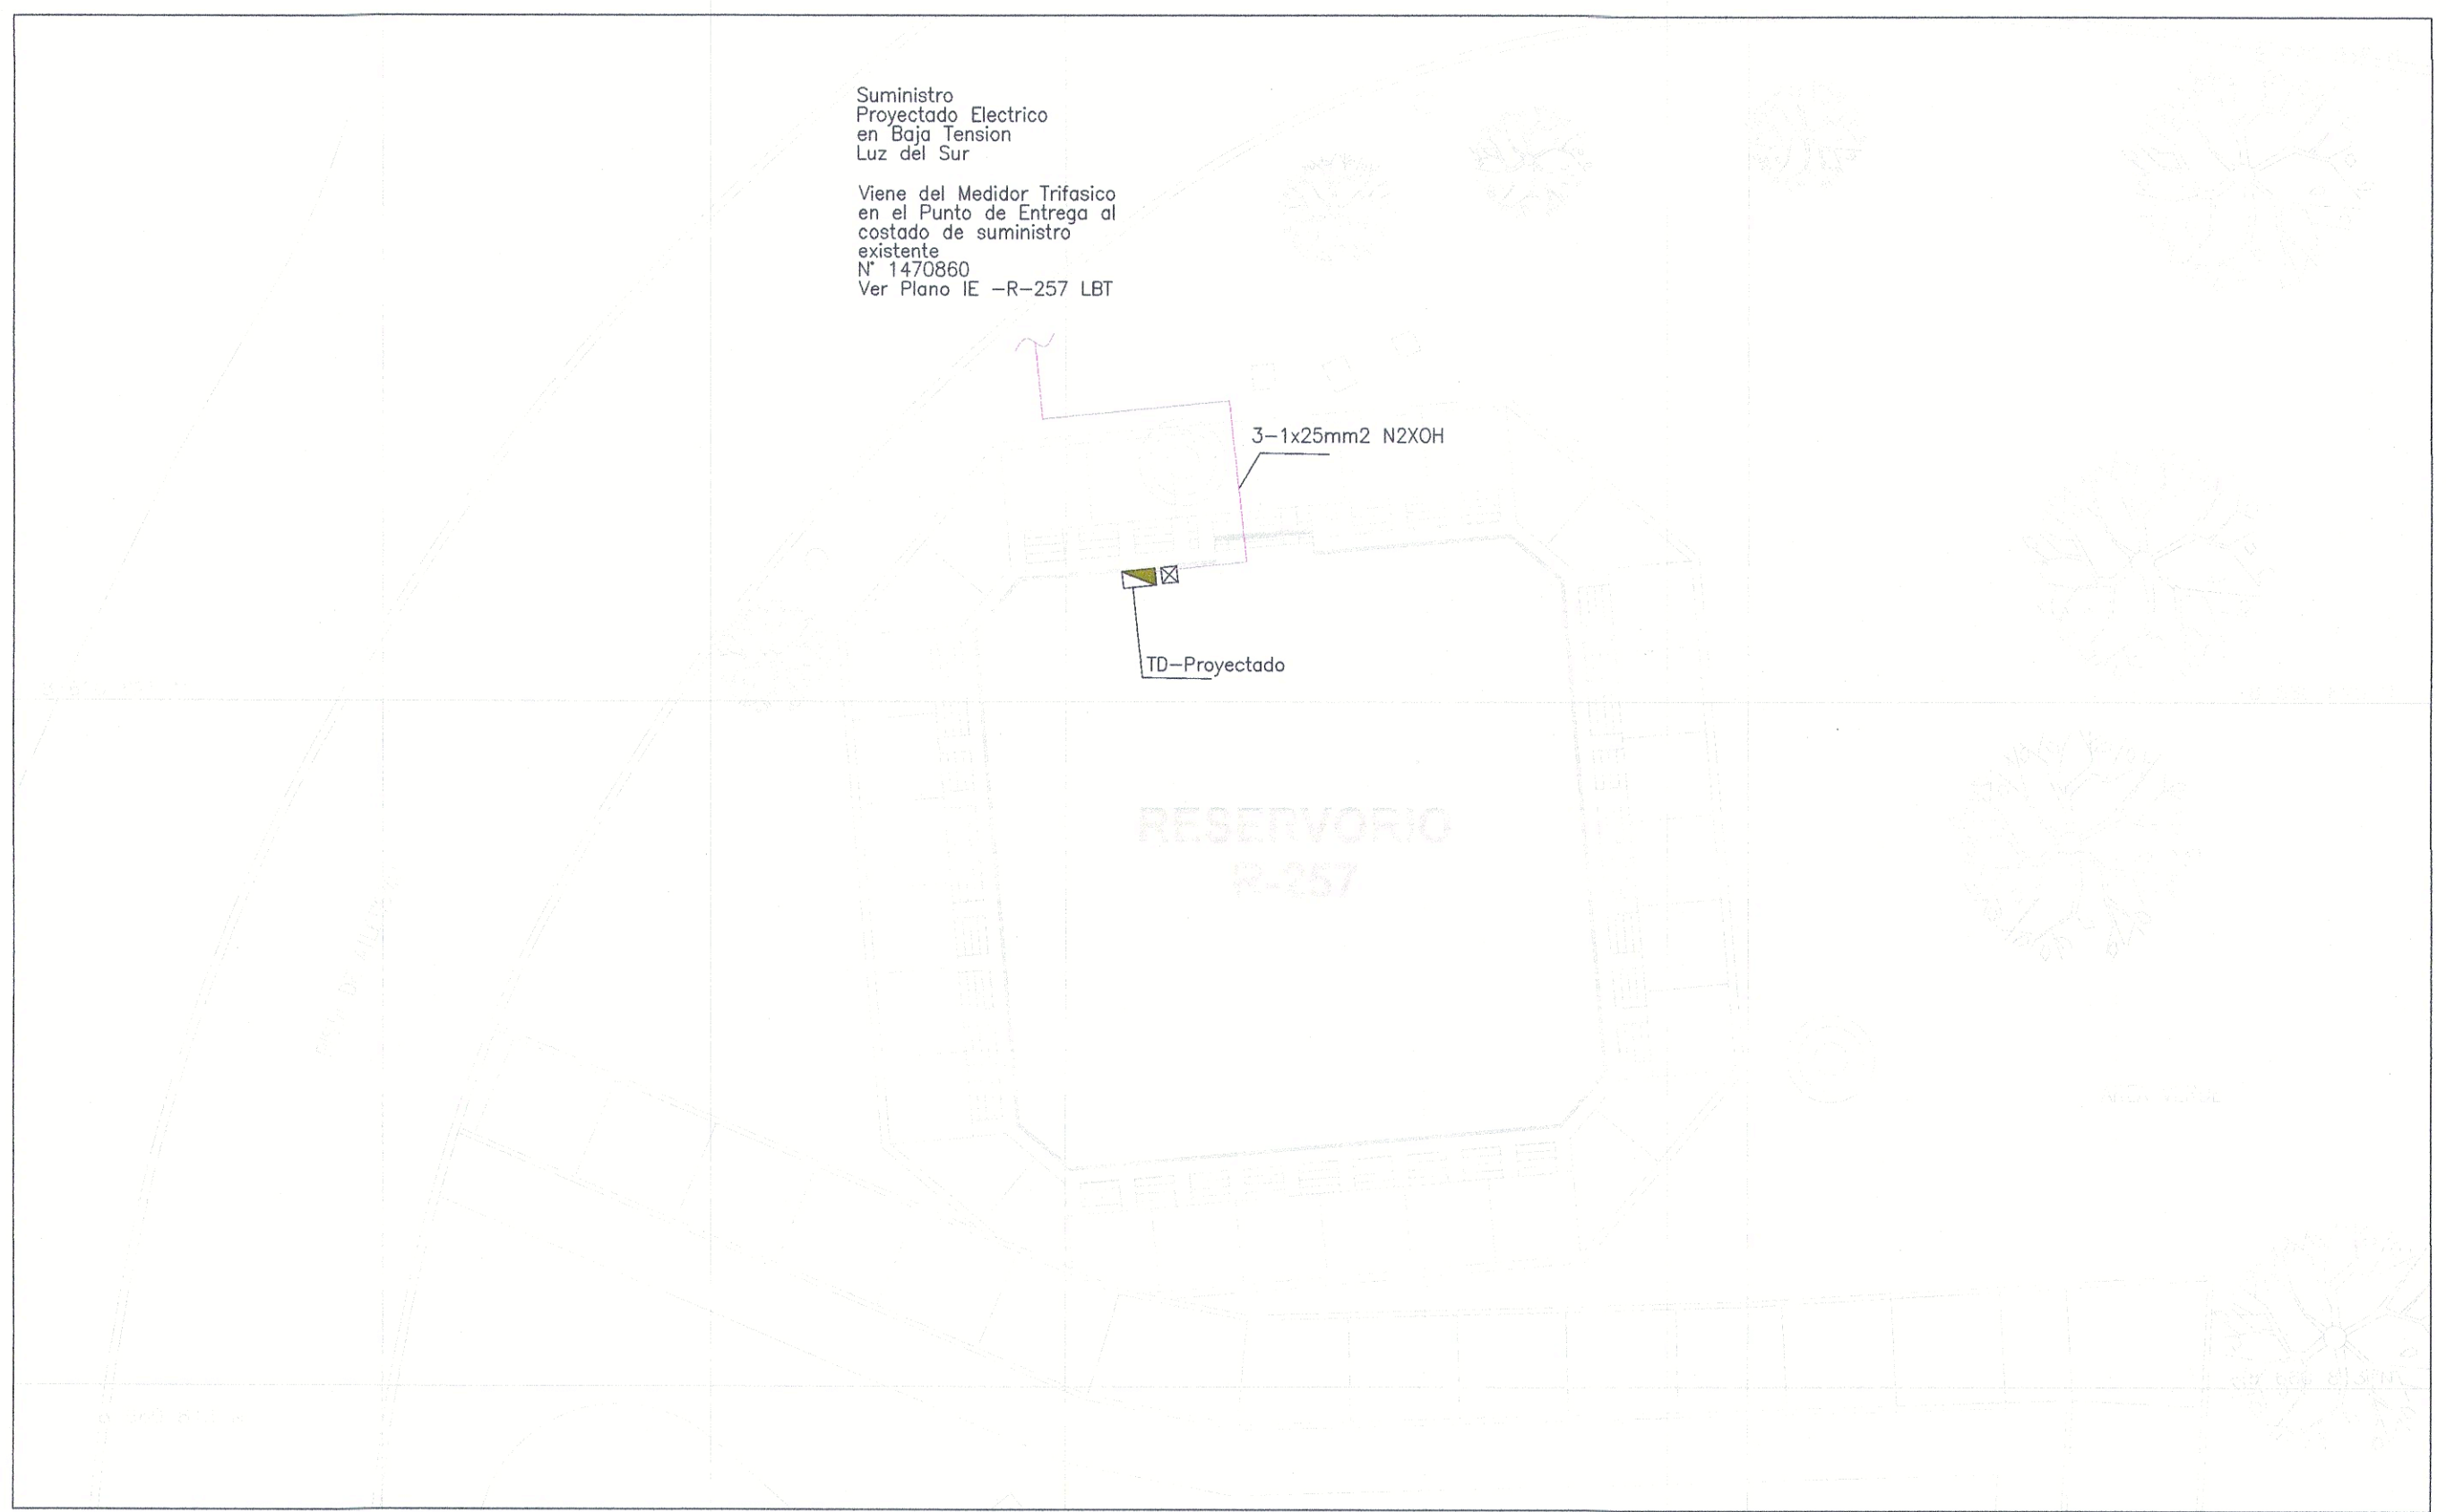 Suministro
Proyectado Electrico
en Baja Tension
Luz del Sur
Viene del Medidor Trifasico
en el Punto de Entrega al
costado de suministro
existente
N° 1470860
Ver Plano IE -R-257 LBT
3-1x25mm2 N2XOH
TD-Proyectado
RESERVORIO
R-257